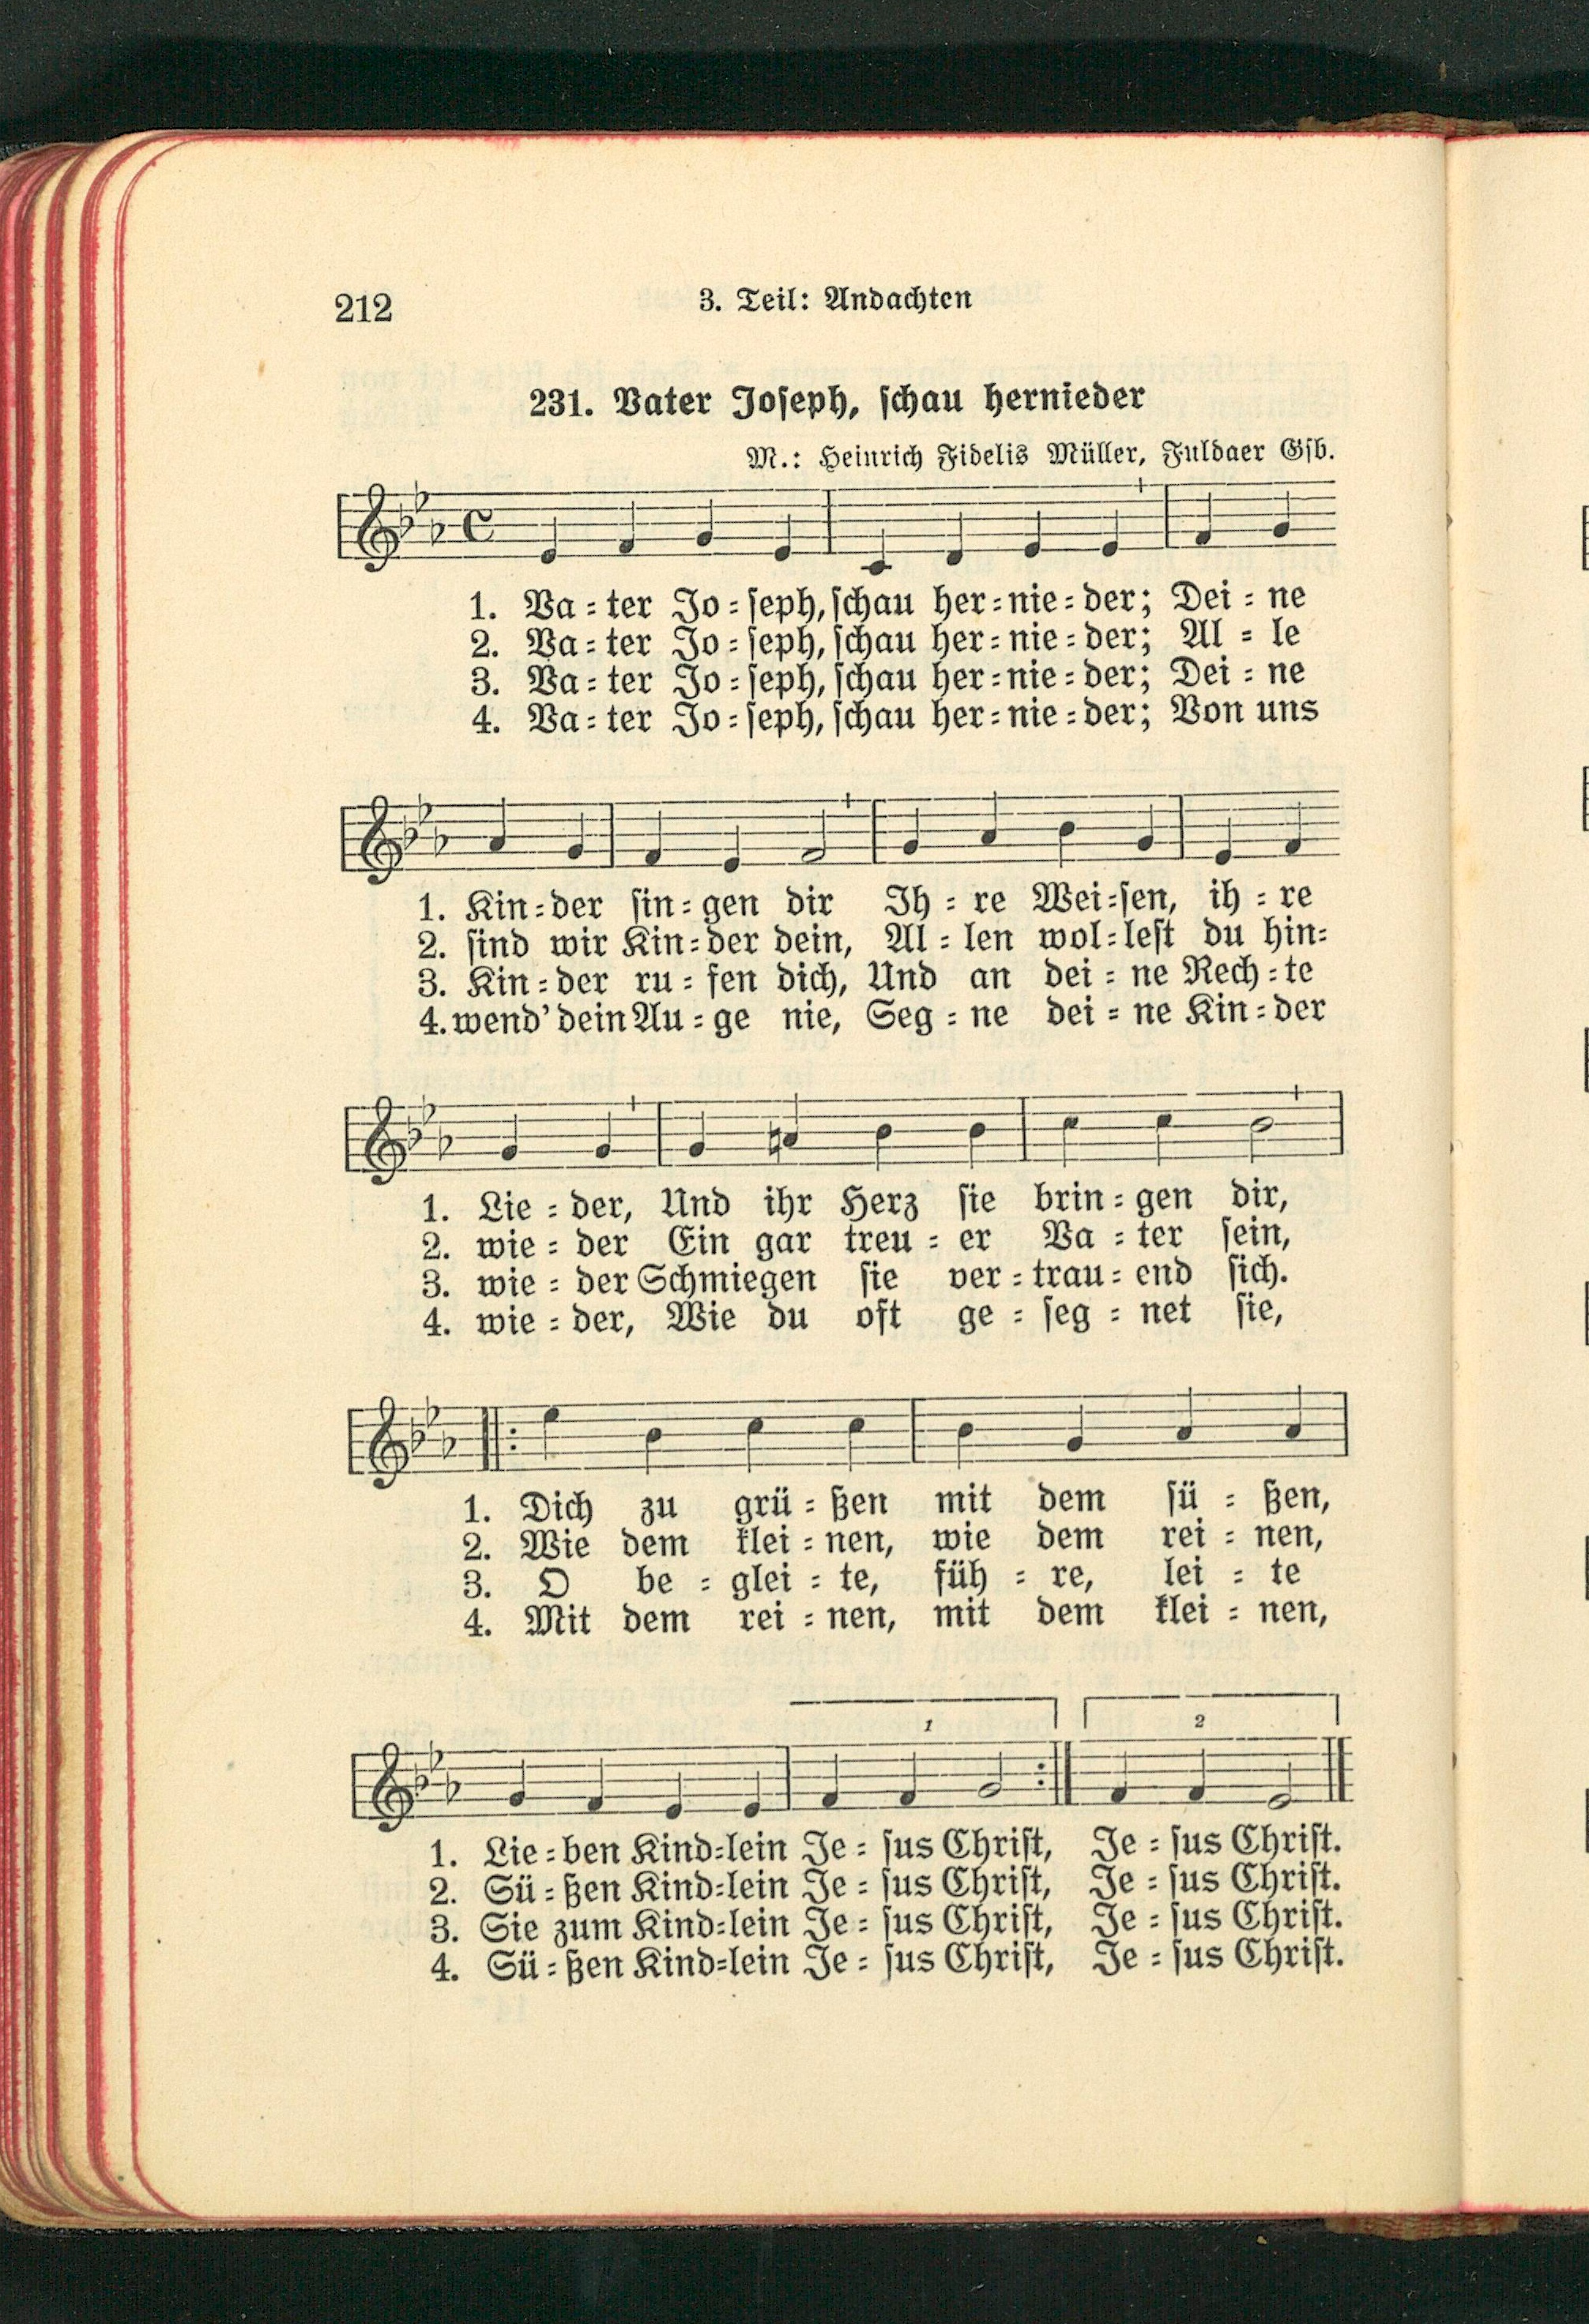 212
3. Teil: Andachten
231. Vater Joseph, schau hernieder
M.: Heinrich Fidelis Müller, Fuldaer Gsb.
1. Va=ter Jo=seph, schau her=nie=der; Dei=ne
2. Va=ter Jo=seph, schau her=nie=der; Al=le
3. Va=ter Jo=seph, schau her=nie=der; Dei=ne
4. Va=ter Jo=seph, schau her=nie=der; Von uns
1. Kin=der sin=gen dir Ih=re Wei=sen, ih=re
2. sind wir Kin=der dein, Al=len wol=lest du hin=
3. Kin=der ru=fen dich, Und an dei=ne Rech=te
4. wend' dein Au=ge nie, Seg=ne dei=ne Kin=der
1. Lie=der, Und ihr Herz sie brin=gen dir,
2. wie=der Ein gar treu=er Va=ter sein,
3. wie=der Schmiegen sie ver=trau=end sich.
4. wie=der, Wie du oft ge=seg=net sie,
1. Dich zu grü=ßen mit dem sü=ßen,
2. Wie dem klei=nen, wie dem rei=nen,
3. O be=glei=te, füh=re, lei=te
4. Mit dem rei=nen, mit dem klei=nen,
1 2
1. Lie=ben Kind=lein Je=sus Christ, Je=sus Christ.
2. Sü=ßen Kind=lein Je=sus Christ, Je=sus Christ.
3. Sie zum Kind=lein Je=sus Christ, Je=sus Christ.
4. Sü=ßen Kind=lein Je=sus Christ, Je=sus Christ.